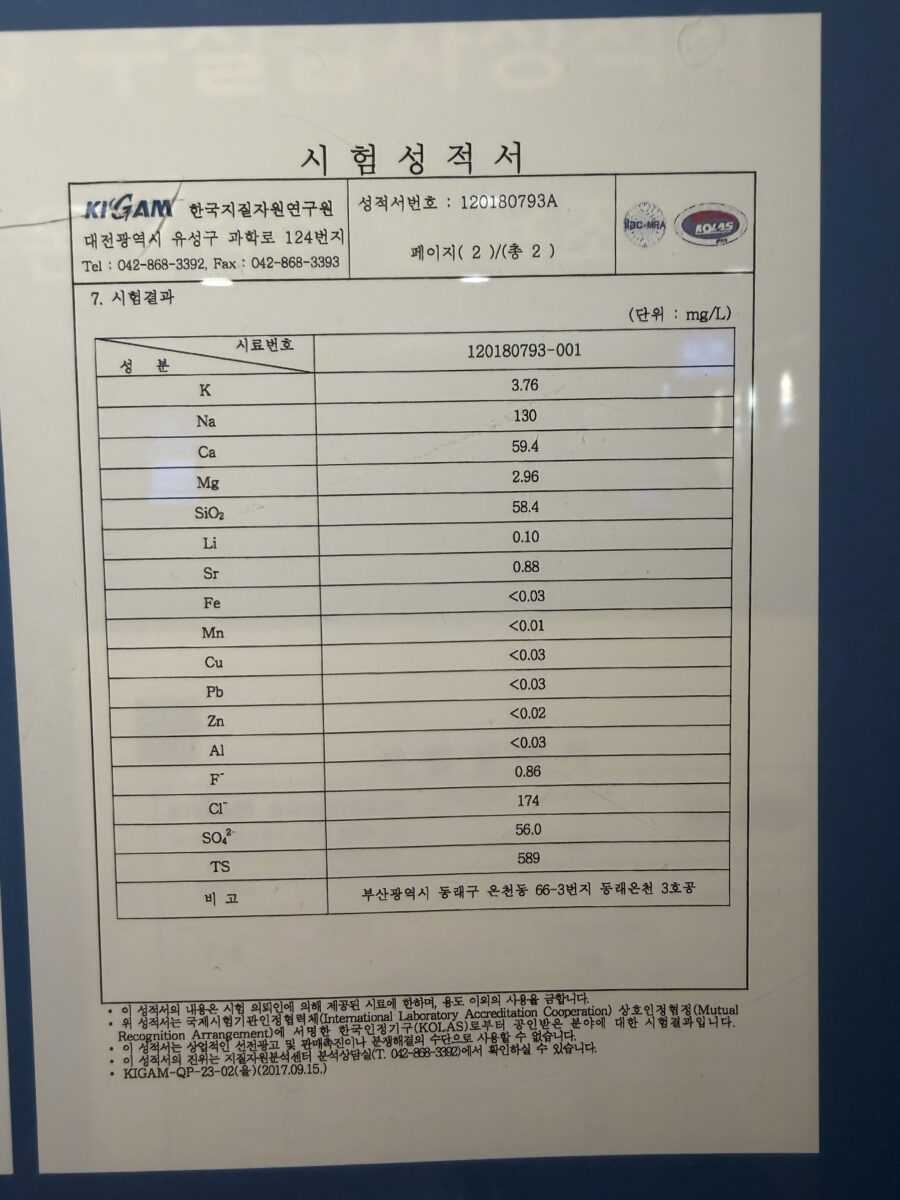 시 험 성 적 서
KIGAM 한국지질자원연구원
대전광역시 유성구 과학로 124번지
Tel : 042-868-3392, Fax : 042-868-3393
성적서번호 : 120180793A
페이지( 2 )/(총 2 )
ilac-MRA
KOLAS
7. 시험결과
(단위 : mg/L)
시료번호
성 분
120180793-001
K 3.76
Na 130
Ca 59.4
Mg 2.96
SiO₂ 58.4
Li 0.10
Sr 0.88
Fe <0.03
Mn <0.01
Cu <0.03
Pb <0.03
Zn <0.02
Al <0.03
F⁻ 0.86
Cl⁻ 174
SO₄²⁻ 56.0
TS 589
비 고 부산광역시 동래구 온천동 66-3번지 동래온천 3호공
• 이 성적서의 내용은 시험 의뢰인에 의해 제공된 시료에 한하며, 용도 이외의 사용을 금합니다.
• 위 성적서는 국제시험기관인정협력체(International Laboratory Accreditation Cooperation) 상호인정협정(Mutual
Recognition Arrangement)에 서명한 한국인정기구(KOLAS)로부터 공인받은 분야에 대한 시험결과입니다.
• 이 성적서는 상업적인 선전광고 및 판매촉진이나 분쟁해결의 수단으로 사용할 수 없습니다.
• 이 성적서의 진위는 지질자원분석센터 분석상담실(T. 042-868-3392)에서 확인하실 수 있습니다.
• KIGAM-QP-23-02(을)(2017.09.15.)